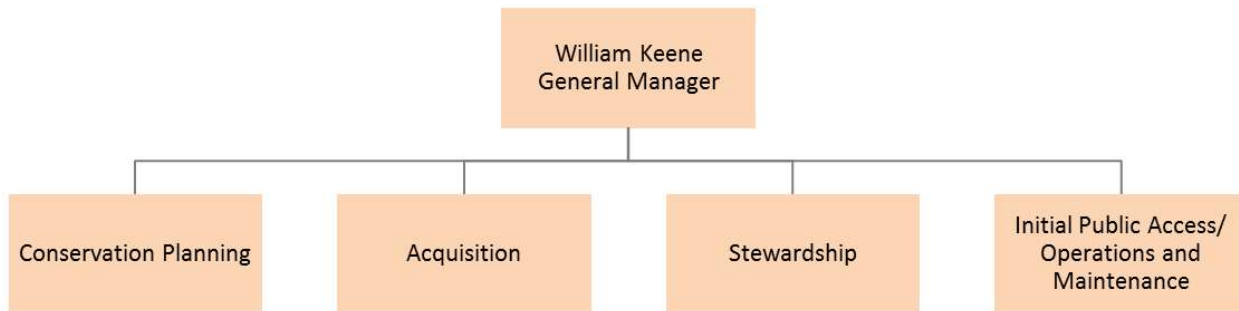 William Keene
General Manager
Conservation Planning
Acquisition
Stewardship
Initial Public Access/
Operations and
Maintenance